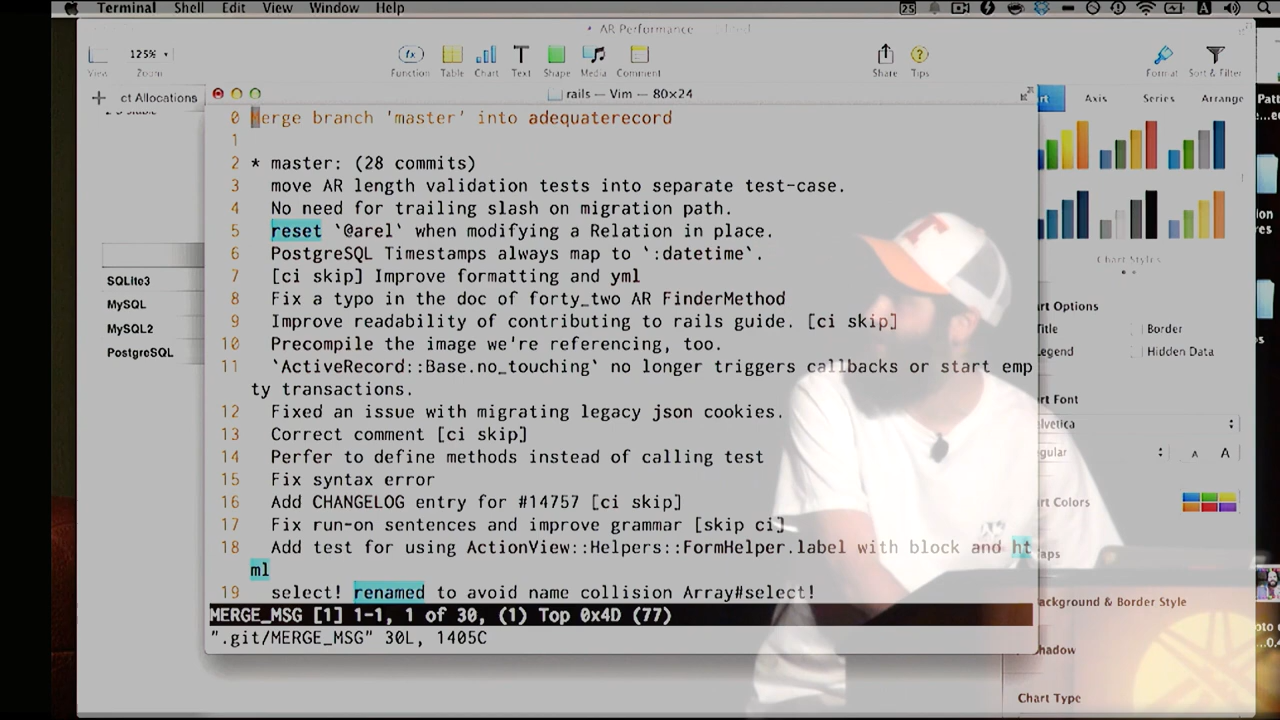 Terminal Shell Edit View Window Help
25
AR Performance
125%
View Zoom Function Table Chart Text Shape Media Comment Share Tips Format Sort & Filter
ct Allocations
rails — Vim — 80×24
Axis Series Arrange
0 Merge branch 'master' into adequaterecord
1
2 * master: (28 commits)
3 move AR length validation tests into separate test-case.
4 No need for trailing slash on migration path.
5 reset `@arel` when modifying a Relation in place.
6 PostgreSQL Timestamps always map to `:datetime`.
7 [ci skip] Improve formatting and yml
8 Fix a typo in the doc of forty_two AR FinderMethod
9 Improve readability of contributing to rails guide. [ci skip]
10 Precompile the image we're referencing, too.
11 `ActiveRecord::Base.no_touching` no longer triggers callbacks or start emp
ty transactions.
12 Fixed an issue with migrating legacy json cookies.
13 Correct comment [ci skip]
14 Perfer to define methods instead of calling test
15 Fix syntax error
16 Add CHANGELOG entry for #14757 [ci skip]
17 Fix run-on sentences and improve grammar [skip ci]
18 Add test for using ActionView::Helpers::FormHelper.label with block and ht
ml
19 select! renamed to avoid name collision Array#select!
MERGE_MSG [1] 1-1, 1 of 30, (1) Top 0x4D (77)
".git/MERGE_MSG" 30L, 1405C
SQLite3
MySQL
MySQL2
PostgreSQL
Chart Styles
rt Options
Title Border
egend Hidden Data
rt Font
elvetica
gular
A A
rt Colors
aps
ackground & Border Style
hadow
Chart Type
T